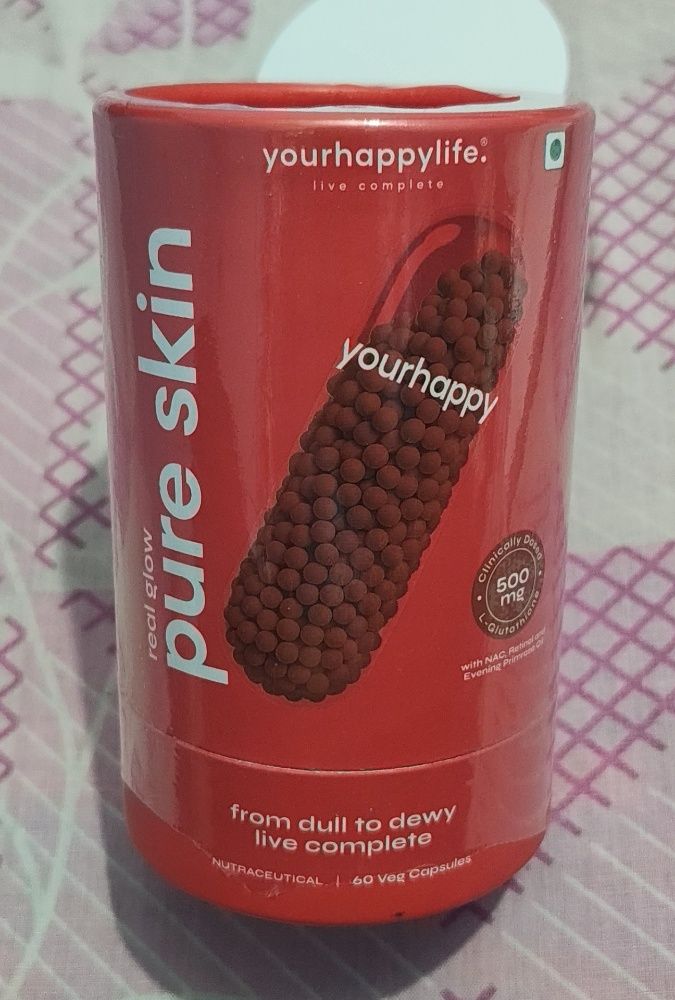 yourhappylife.®
live complete
real glow
pure skin
yourhappy
Clinically Dosed
500
mg
L-Glutathione
with NAC, Retinol and
Evening Primrose Oil
from dull to dewy
live complete
NUTRACEUTICAL | 60 Veg Capsules